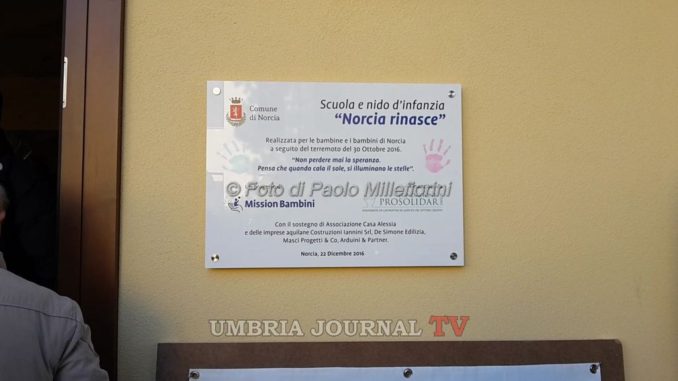 Comune
di Norcia
Scuola e nido d'infanzia
"Norcia rinasce"
Realizzata per le bambine e i bambini di Norcia
a seguito del terremoto del 30 Ottobre 2016.
"Non perdere mai la speranza.
Pensa che quando cala il sole, si illuminano le stelle".
© Foto di Paolo Millefiorini
Mission Bambini
PROSOLIDAR
Con il sostegno di Associazione Casa Alessia
e delle imprese aquilane Costruzioni Iannini Srl, De Simone Edilizia,
Masci Progetti & Co, Arduini & Partner.
Norcia, 22 Dicembre 2016
UMBRIA JOURNAL TV